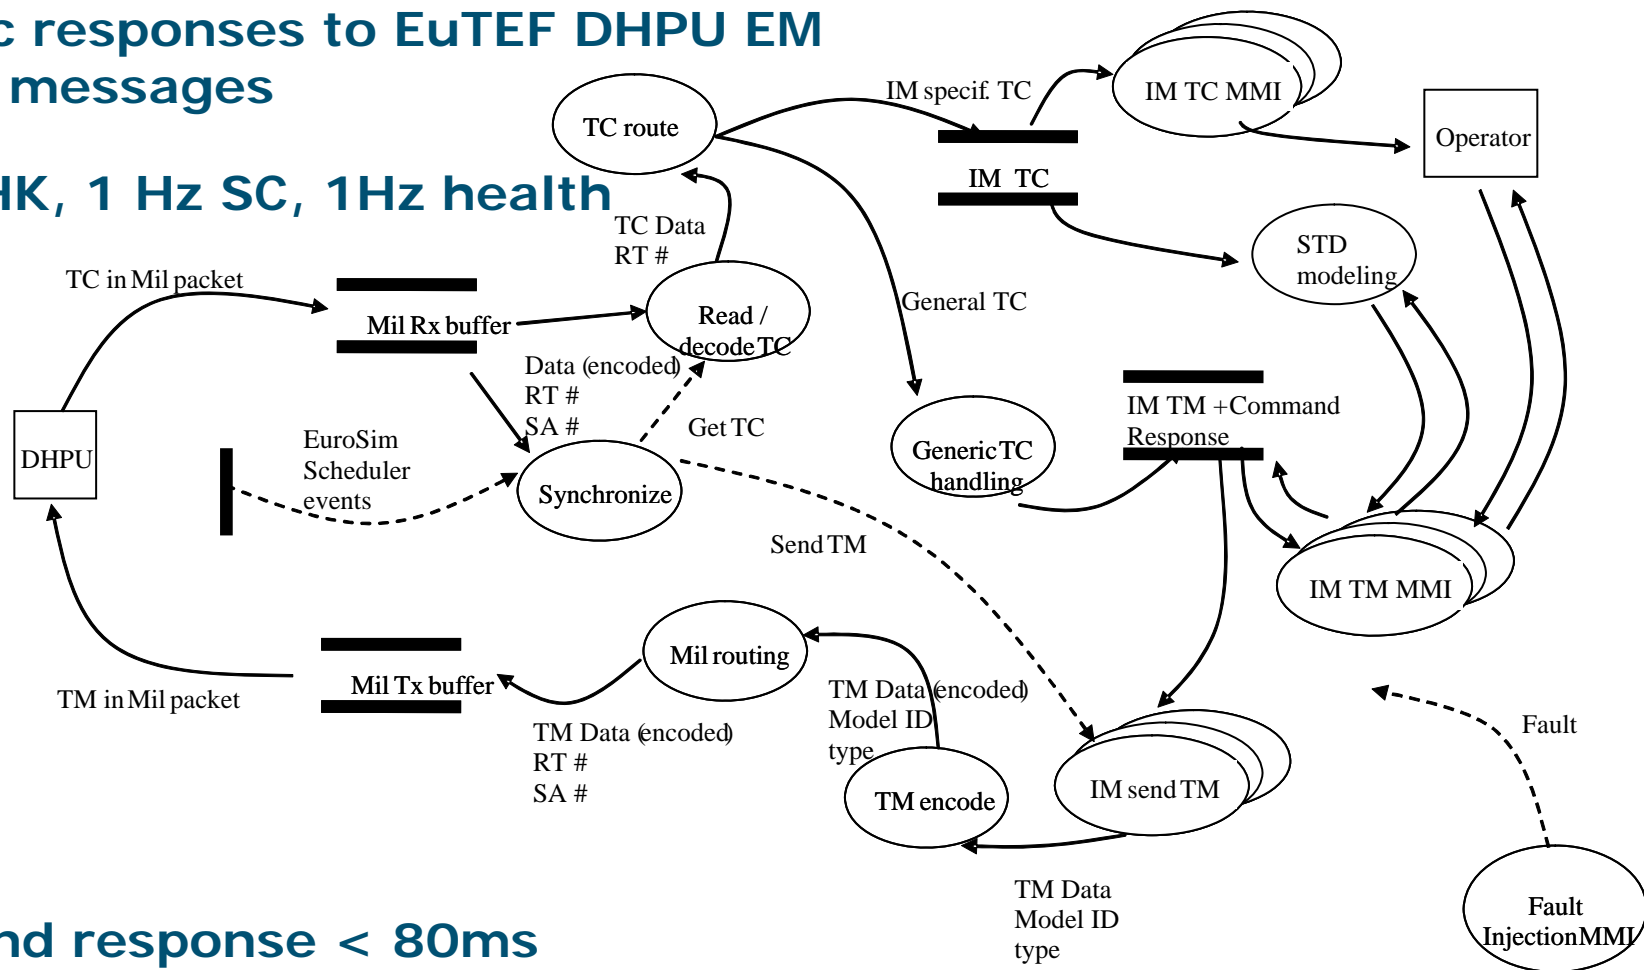 c responses to EuTEF DHPU EM
messages
HK, 1 Hz SC, 1Hz health
IM specif. TC
IM TC MMI
TC route
Operator
IM TC
TC Data
RT #
STD
modeling
TC in Mil packet
General TC
Mil Rx buffer
Read /
decode TC
Data (encoded)
RT #
SA #
IM TM + Command
Response
Get TC
EuroSim
Scheduler
events
DHPU
Generic TC
handling
Synchronize
Send TM
IM TM MMI
Mil routing
Mil Tx buffer
TM in Mil packet
TM Data (encoded)
Model ID
type
TM Data (encoded)
RT #
SA #
Fault
TM encode
IM send TM
TM Data
Model ID
type
Fault
Injection MMI
nd response < 80ms